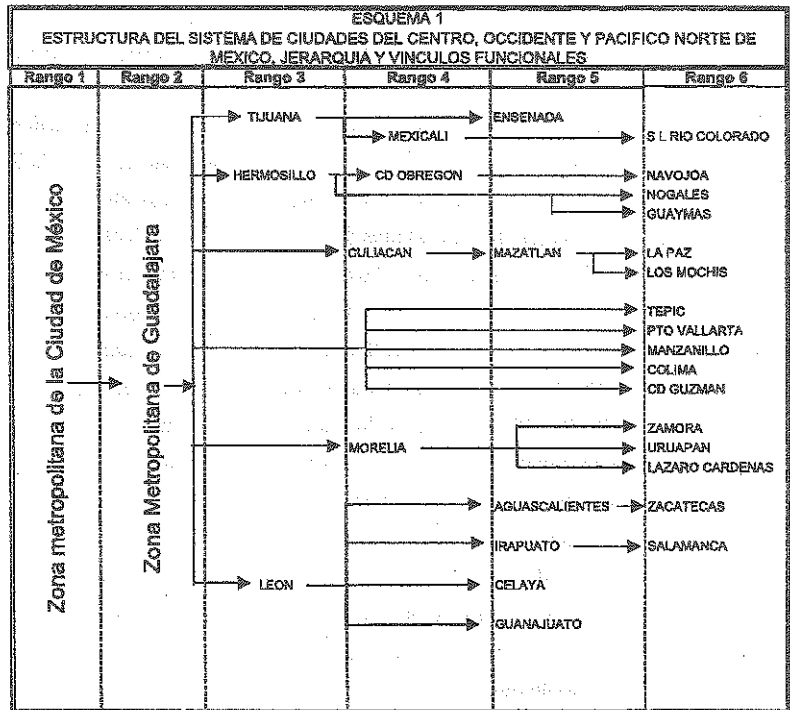 ESQUEMA 1
ESTRUCTURA DEL SISTEMA DE CIUDADES DEL CENTRO, OCCIDENTE Y PACIFICO NORTE DE
MEXICO, JERARQUIA Y VINCULOS FUNCIONALES
Rango 1 Rango 2 Rango 3 Rango 4 Rango 5 Rango 6
Zona metropolitana de la Ciudad de México
Zona Metropolitana de Guadalajara
TIJUANA ENSENADA
MEXICALI S L RIO COLORADO
HERMOSILLO CD OBREGON NAVOJOA
NOGALES
GUAYMAS
CULIACAN MAZATLAN LA PAZ
LOS MOCHIS
TEPIC
PTO VALLARTA
MANZANILLO
COLIMA
CD GUZMAN
ZAMORA
MORELIA URUAPAN
LAZARO CARDENAS
AGUASCALIENTES ZACATECAS
IRAPUATO SALAMANCA
LEON CELAYA
GUANAJUATO